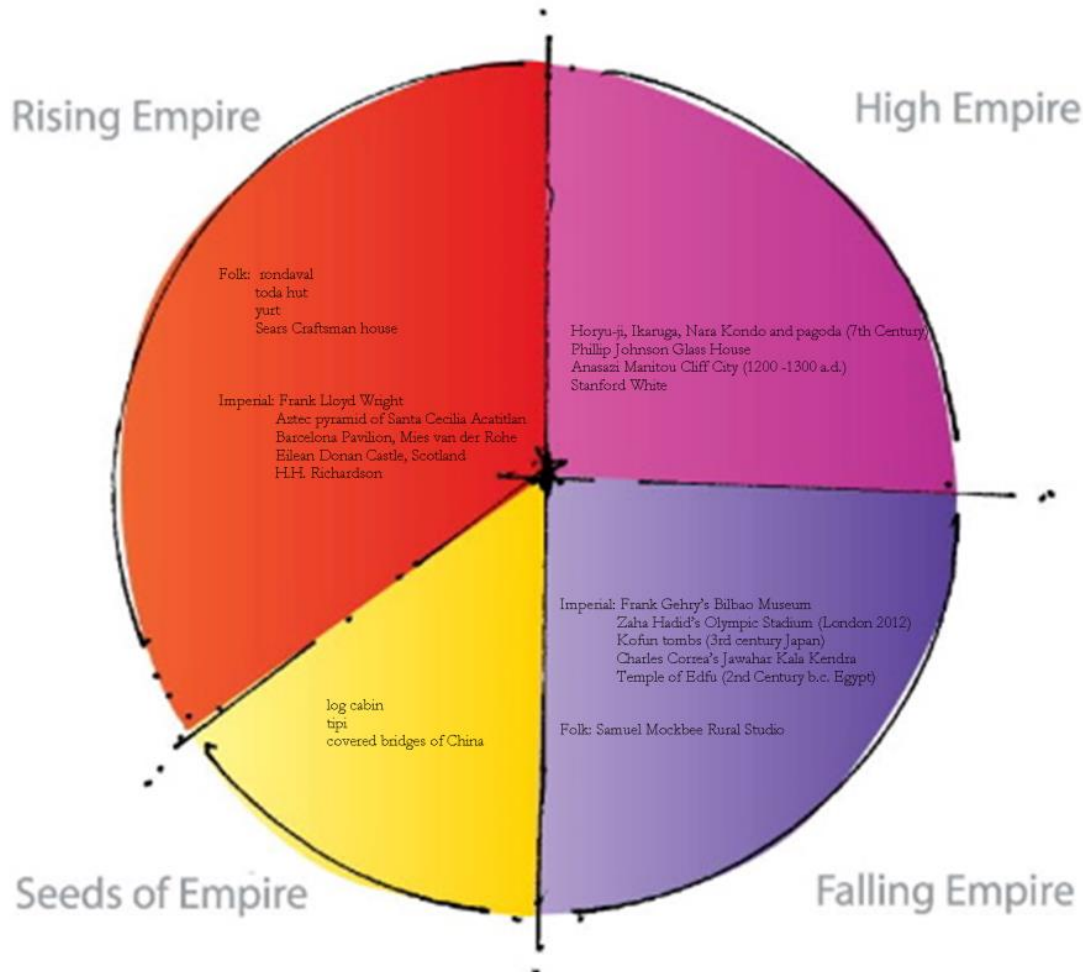 Rising Empire
High Empire
Folk: rondaval
toda hut
yurt
Sears Craftsman house
Imperial: Frank Lloyd Wright
Aztec pyramid of Santa Cecilia Acatitlan
Barcelona Pavilion, Mies van der Rohe
Eilean Donan Castle, Scotland
H.H. Richardson
Horyu-ji, Ikaruga, Nara Kondo and pagoda (7th Century)
Phillip Johnson Glass House
Anasazi Manitou Cliff City (1200 -1300 a.d.)
Stanford White
log cabin
tipi
covered bridges of China
Imperial: Frank Gehry's Bilbao Museum
Zaha Hadid's Olympic Stadium (London 2012)
Kofun tombs (3rd century Japan)
Charles Correa's Jawahar Kala Kendra
Temple of Edfu (2nd Century b.c. Egypt)
Folk: Samuel Mockbee Rural Studio
Seeds of Empire
Falling Empire